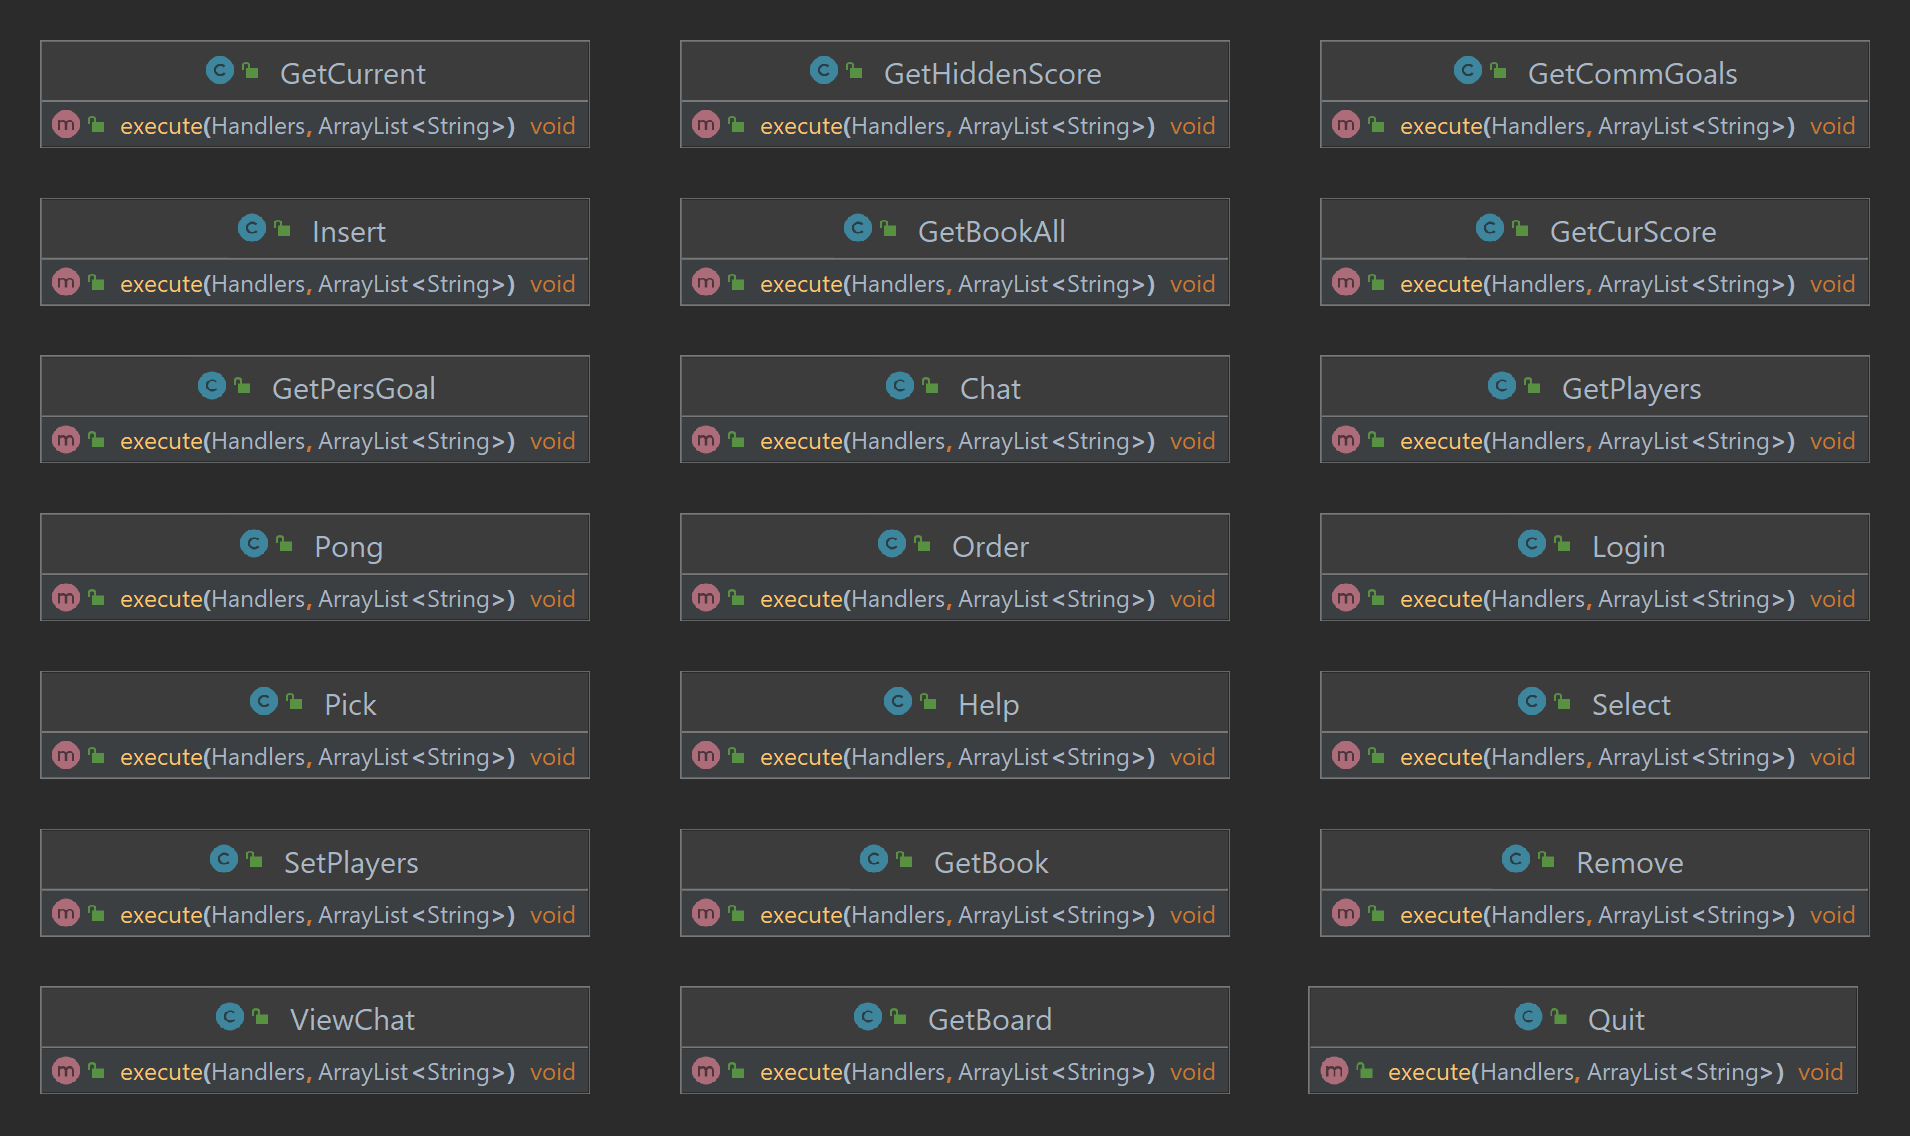 GetCurrent GetHiddenScore GetCommGoals
m execute(Handlers, ArrayList<String>) void m execute(Handlers, ArrayList<String>) void m execute(Handlers, ArrayList<String>) void
C Insert C GetBookAll C GetCurScore
m execute(Handlers, ArrayList<String>) void m execute(Handlers, ArrayList<String>) void m execute(Handlers, ArrayList<String>) void
C GetPersGoal C Chat C GetPlayers
m execute(Handlers, ArrayList<String>) void m execute(Handlers, ArrayList<String>) void m execute(Handlers, ArrayList<String>) void
C Pong C Order C Login
m execute(Handlers, ArrayList<String>) void m execute(Handlers, ArrayList<String>) void m execute(Handlers, ArrayList<String>) void
C Pick C Help C Select
m execute(Handlers, ArrayList<String>) void m execute(Handlers, ArrayList<String>) void m execute(Handlers, ArrayList<String>) void
C SetPlayers C GetBook C Remove
m execute(Handlers, ArrayList<String>) void m execute(Handlers, ArrayList<String>) void m execute(Handlers, ArrayList<String>) void
C ViewChat C GetBoard C Quit
m execute(Handlers, ArrayList<String>) void m execute(Handlers, ArrayList<String>) void m execute(Handlers, ArrayList<String>) void